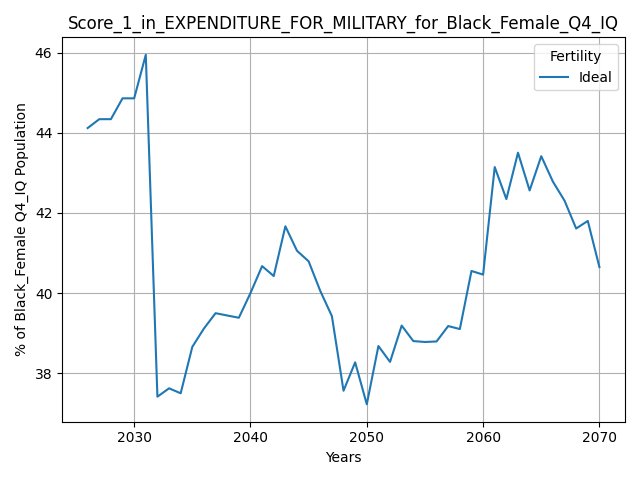 Score_1_in_EXPENDITURE_FOR_MILITARY_for_Black_Female_Q4_IQ
Fertility
Ideal
% of Black_Female Q4_IQ Population
46
44
42
40
38
2030 2040 2050 2060 2070
Years